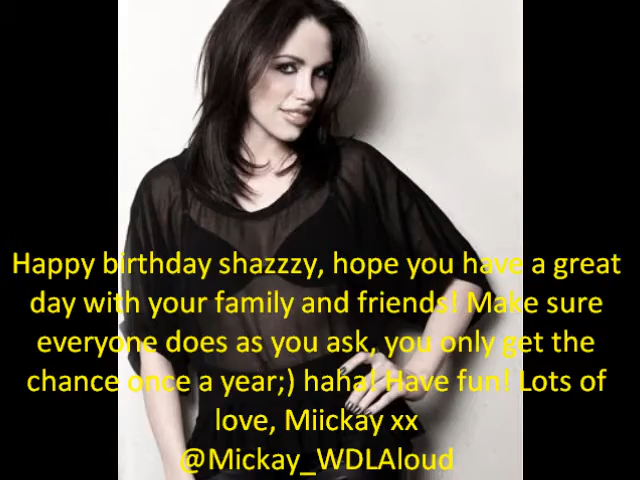 Happy birthday shazzzy, hope you have a great
day with your family and friends! Make sure
everyone does as you ask, you only get the
chance once a year;) haha! Have fun! Lots of
love, Miickay xx
@Mickay_WDLAloud